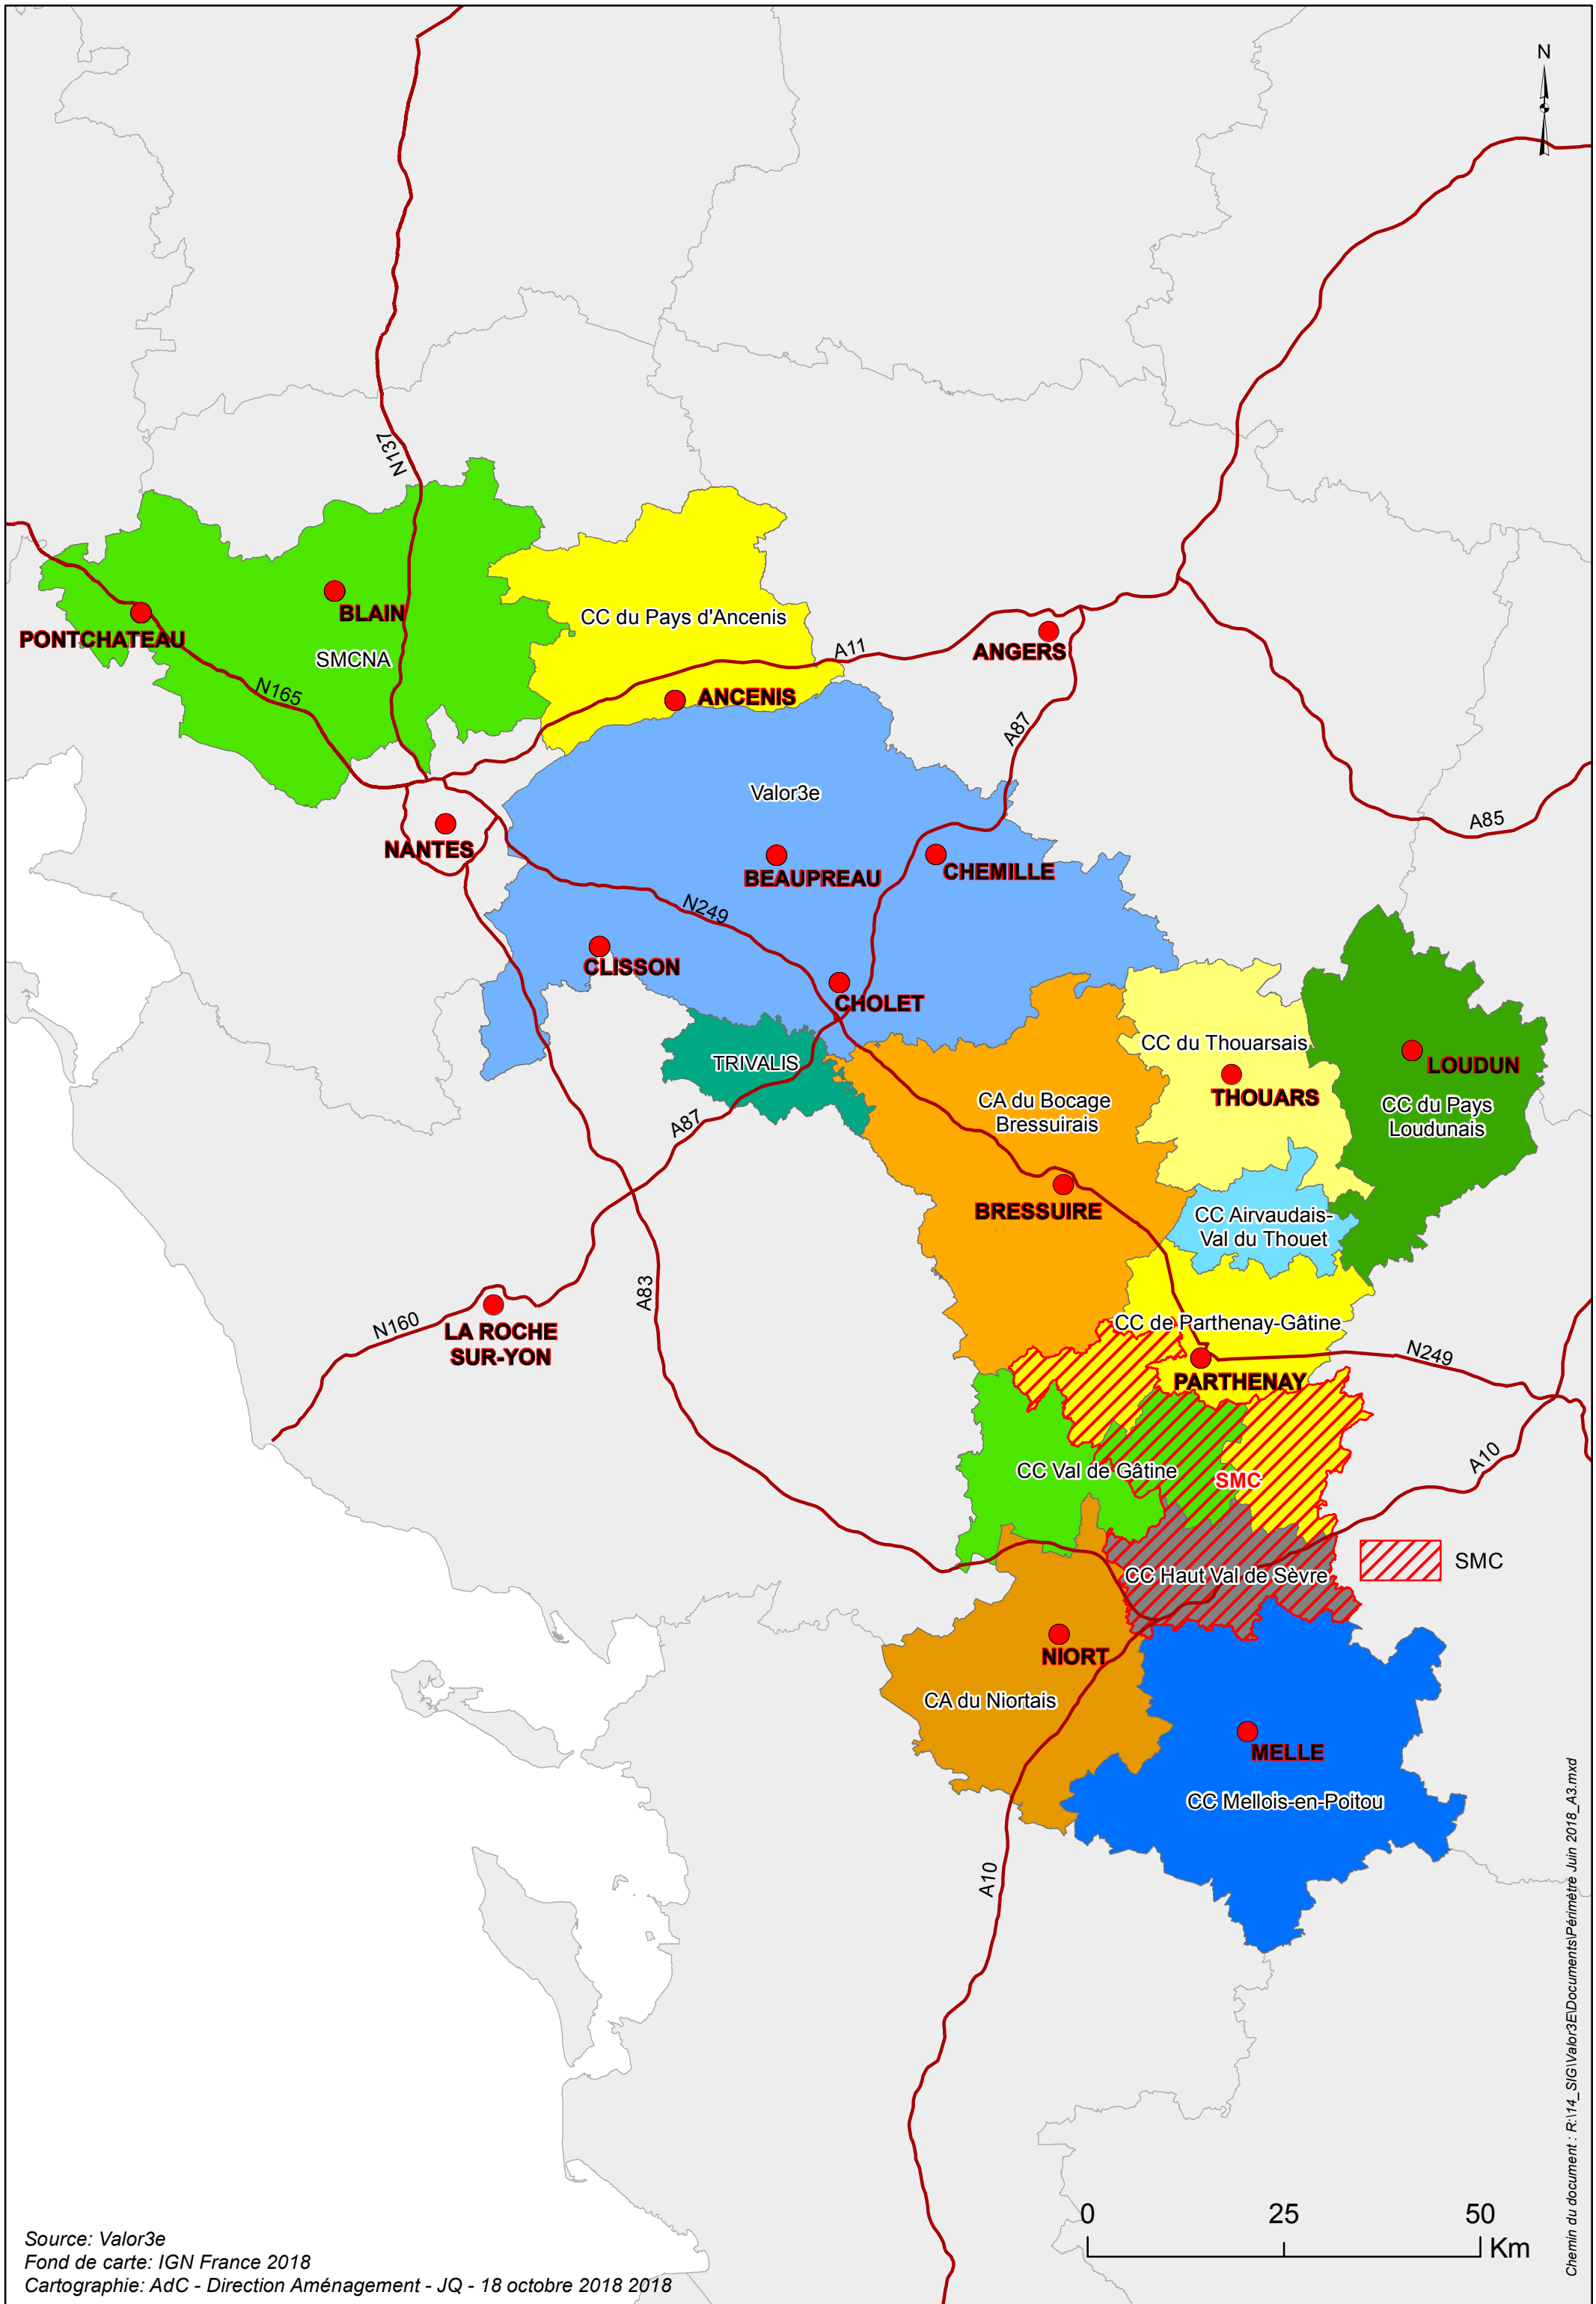 N
N137
BLAIN
PONTCHATEAU
SMCNA
N165
CC du Pays d'Ancenis
A11
ANGERS
ANCENIS
A87
Valor3e
A85
NANTES
BEAUPREAU
CHEMILLE
N249
CLISSON
CHOLET
TRIVALIS
CC du Thouarsais
THOUARS
LOUDUN
CC du Pays
Loudunais
CA du Bocage
Bressuirais
A87
BRESSUIRE
CC Airvaudais-
Val du Thouet
A83
N160
LA ROCHE
SUR-YON
CC de Parthenay-Gâtine
N249
PARTHENAY
A10
CC Val de Gâtine
SMC
SMC
CC Haut Val de Sèvre
NIORT
CA du Niortais
MELLE
CC Mellois-en-Poitou
A10
0 25 50
Km
Source: Valor3e
Fond de carte: IGN France 2018
Cartographie: AdC - Direction Aménagement - JQ - 18 octobre 2018 2018
Chemin du document : R:\14_SIG\Valor3E\Documents\Périmètre Juin 2018_A3.mxd